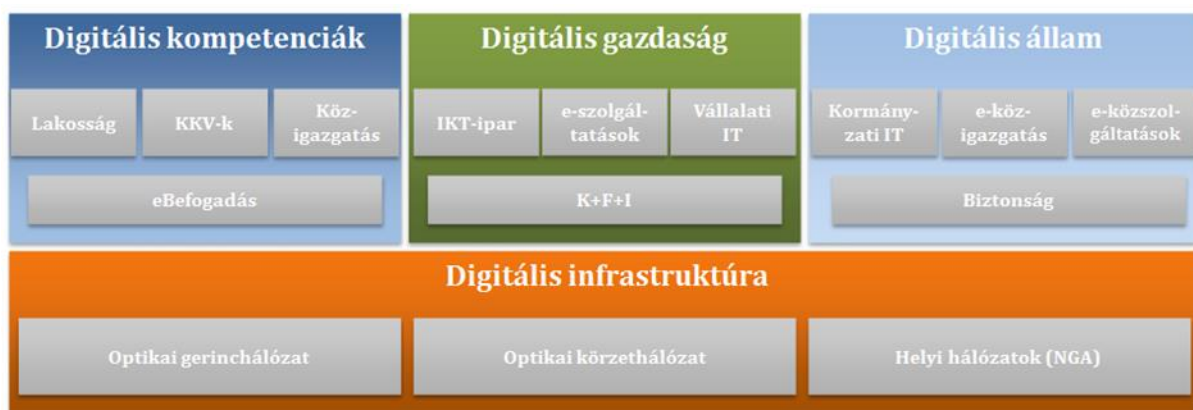 Digitális kompetenciák
Lakosság
KKV-k
Köz-
igazgatás
eBefogadás
Digitális gazdaság
IKT-ipar
e-szolgál-
tatások
Vállalati
IT
K+F+I
Digitális állam
Kormány-
zati IT
e-köz-
igazgatás
e-közszol-
gáltatások
Biztonság
Digitális infrastruktúra
Optikai gerinchálózat
Optikai körzethálózat
Helyi hálózatok (NGA)